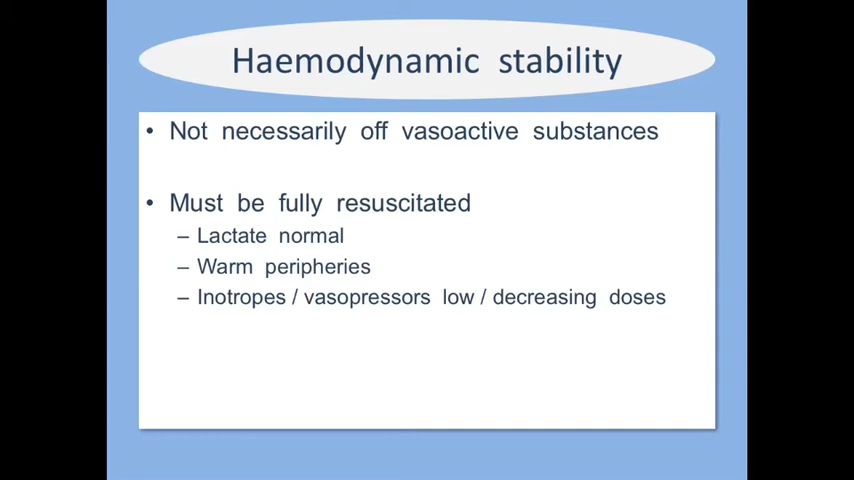 Haemodynamic stability
• Not necessarily off vasoactive substances
• Must be fully resuscitated
– Lactate normal
– Warm peripheries
– Inotropes / vasopressors low / decreasing doses